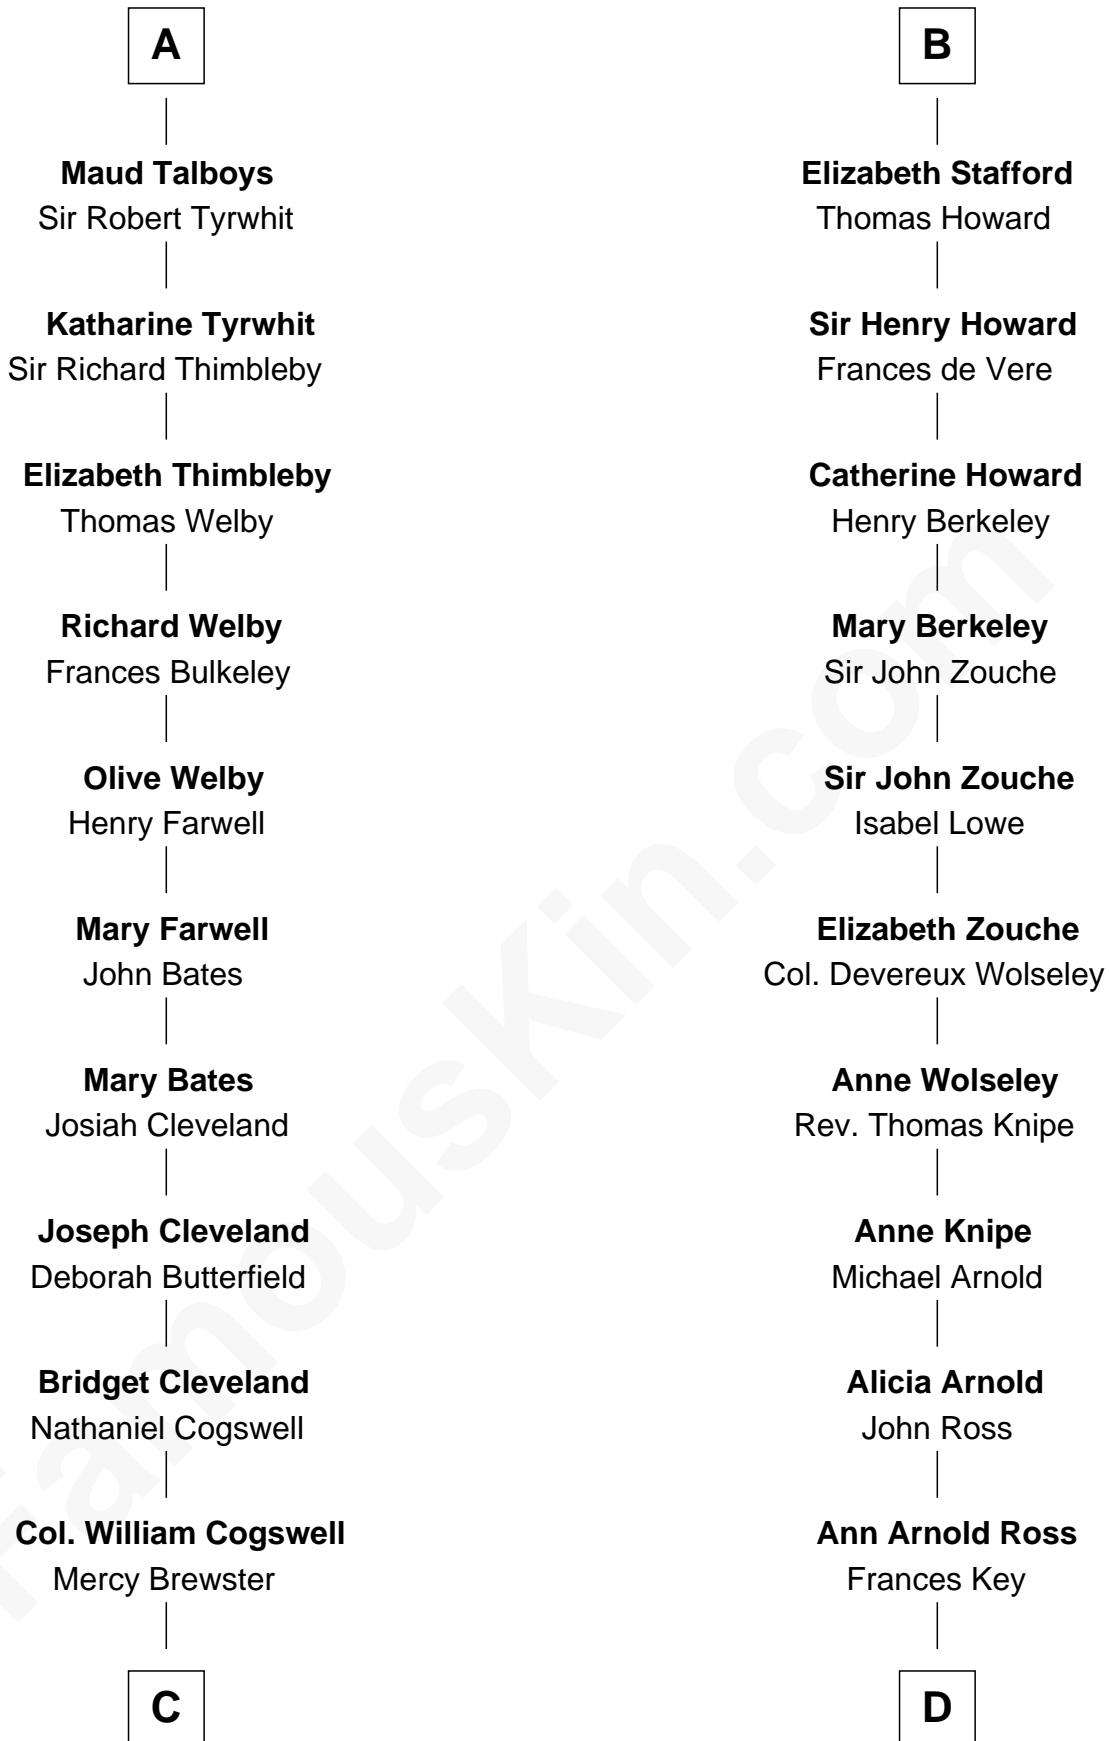 A
Maud Talboys
Sir Robert Tyrwhit
Katharine Tyrwhit
Sir Richard Thimbleby
Elizabeth Thimbleby
Thomas Welby
Richard Welby
Frances Bulkeley
Olive Welby
Henry Farwell
Mary Farwell
John Bates
Mary Bates
Josiah Cleveland
Joseph Cleveland
Deborah Butterfield
Bridget Cleveland
Nathaniel Cogswell
Col. William Cogswell
Mercy Brewster
C
B
Elizabeth Stafford
Thomas Howard
Sir Henry Howard
Frances de Vere
Catherine Howard
Henry Berkeley
Mary Berkeley
Sir John Zouche
Sir John Zouche
Isabel Lowe
Elizabeth Zouche
Col. Devereux Wolseley
Anne Wolseley
Rev. Thomas Knipe
Anne Knipe
Michael Arnold
Alicia Arnold
John Ross
Ann Arnold Ross
Frances Key
D
FamousKin.com